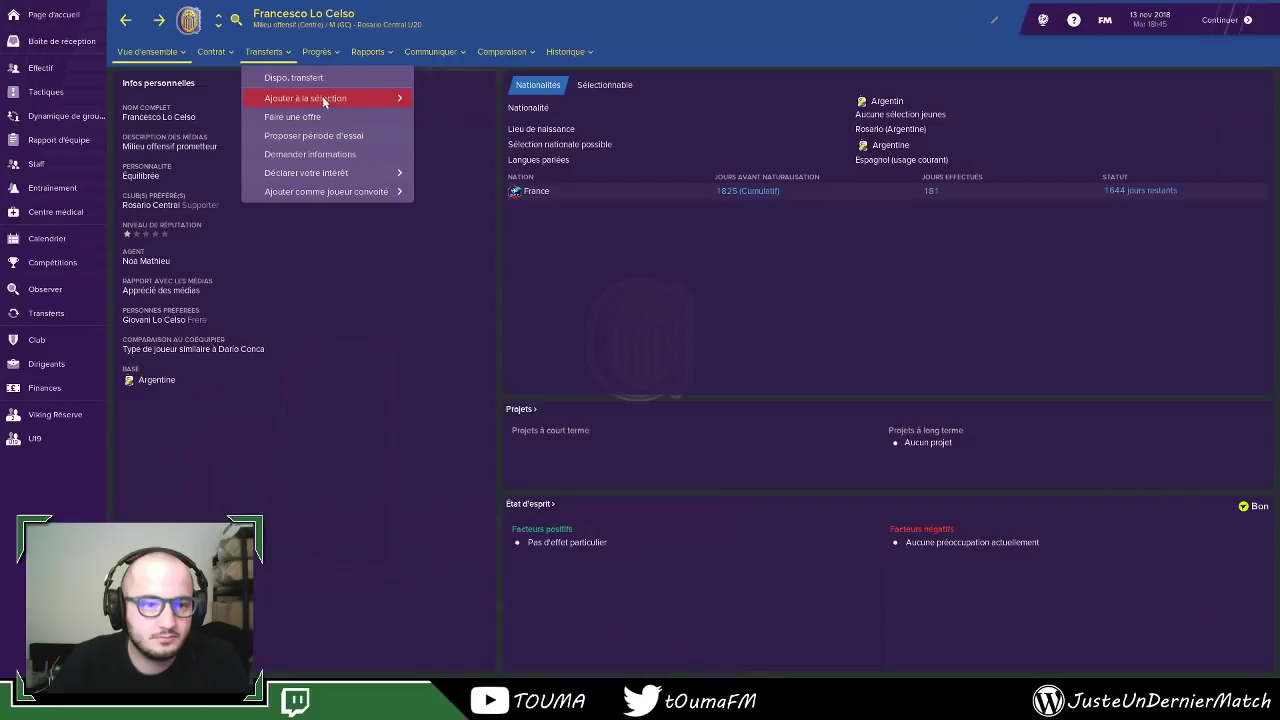 Page d'accueil
Boîte de réception
Effectif
Tactiques
Dynamique de grou...
Rapport d'équipe
Staff
Entraînement
Centre médical
Calendrier
Compétitions
Observer
Transferts
Club
Dirigeants
Finances
Viking Réserve
U19
Francesco Lo Celso
Milieu offensif (Centre) / M (GC) - Rosario Central U20
FM
13 nov 2018
Mar 18h45
Continuer
Vue d'ensemble
Contrat
Transferts
Progrès
Rapports
Communiquer
Comparaison
Historique
Dispo. transfert
Ajouter à la sélection
Faire une offre
Proposer période d'essai
Demander informations
Déclarer votre intérêt
Ajouter comme joueur convoité
Infos personnelles
NOM COMPLET
Francesco Lo Celso
DESCRIPTION DES MÉDIAS
Milieu offensif prometteur
PERSONNALITÉ
Équilibrée
CLUB(S) PRÉFÉRÉ(S)
Rosario Central Supporter
NIVEAU DE RÉPUTATION
AGENT
Noa Mathieu
RAPPORT AVEC LES MÉDIAS
Apprécié des médias
PERSONNES PRÉFÉRÉES
Giovani Lo Celso Frère
COMPARAISON AU COÉQUIPIER
Type de joueur similaire à Darío Conca
BASÉ
Argentine
Nationalités
Sélectionnable
Nationalité
Argentin
Aucune sélection jeunes
Lieu de naissance
Rosario (Argentine)
Sélection nationale possible
Argentine
Langues parlées
Espagnol (usage courant)
NATION
JOURS AVANT NATURALISATION
JOURS EFFECTUÉS
STATUT
France
1825 (Cumulatif)
181
1644 jours restants
Projets >
Projets à court terme
Projets à long terme
Aucun projet
État d'esprit >
Bon
Facteurs positifs
Facteurs négatifs
Pas d'effet particulier
Aucune préoccupation actuellement
TOUMA
tOumaFM
JusteUnDernierMatch